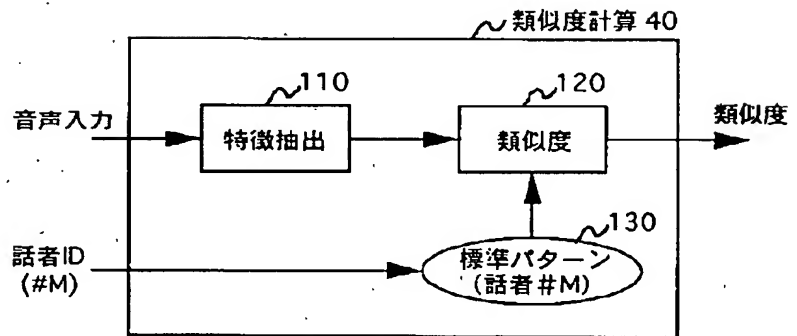 類似度計算 40
110
120
音声入力
特徴抽出
類似度
類似度
130
話者ID
(#M)
標準パターン
(話者#M)